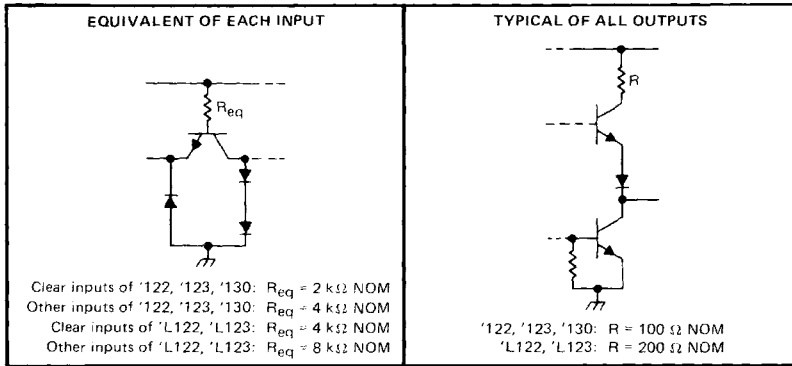 EQUIVALENT OF EACH INPUT
Req
Clear inputs of '122, '123, '130: Req = 2 kΩ NOM
Other inputs of '122, '123, '130: Req = 4 kΩ NOM
Clear inputs of 'L122, 'L123: Req = 4 kΩ NOM
Other inputs of 'L122, 'L123: Req = 8 kΩ NOM
TYPICAL OF ALL OUTPUTS
R
'122, '123, '130: R = 100 Ω NOM
'L122, 'L123: R = 200 Ω NOM